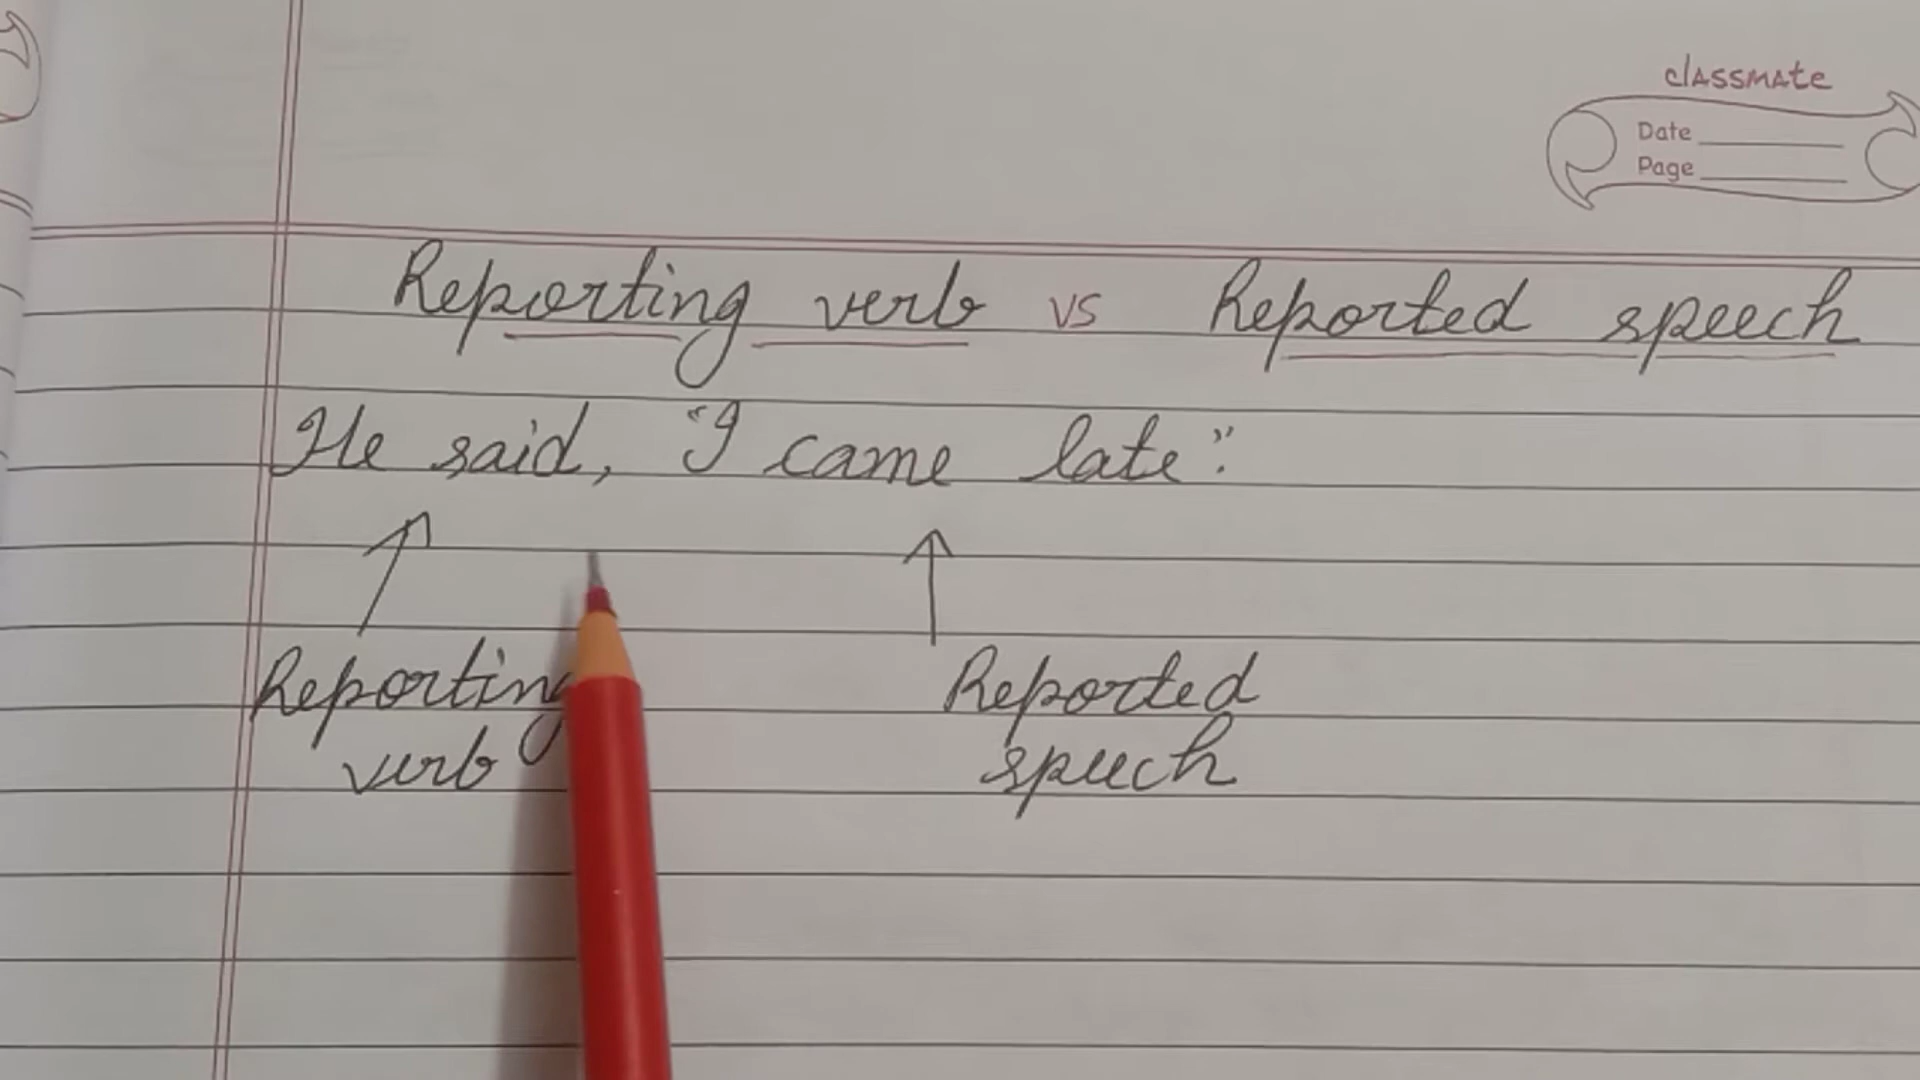 classmate
Date
Page
Reporting verb vs Reported speech
He said, "I came late".
Reporting Reported
verb speech